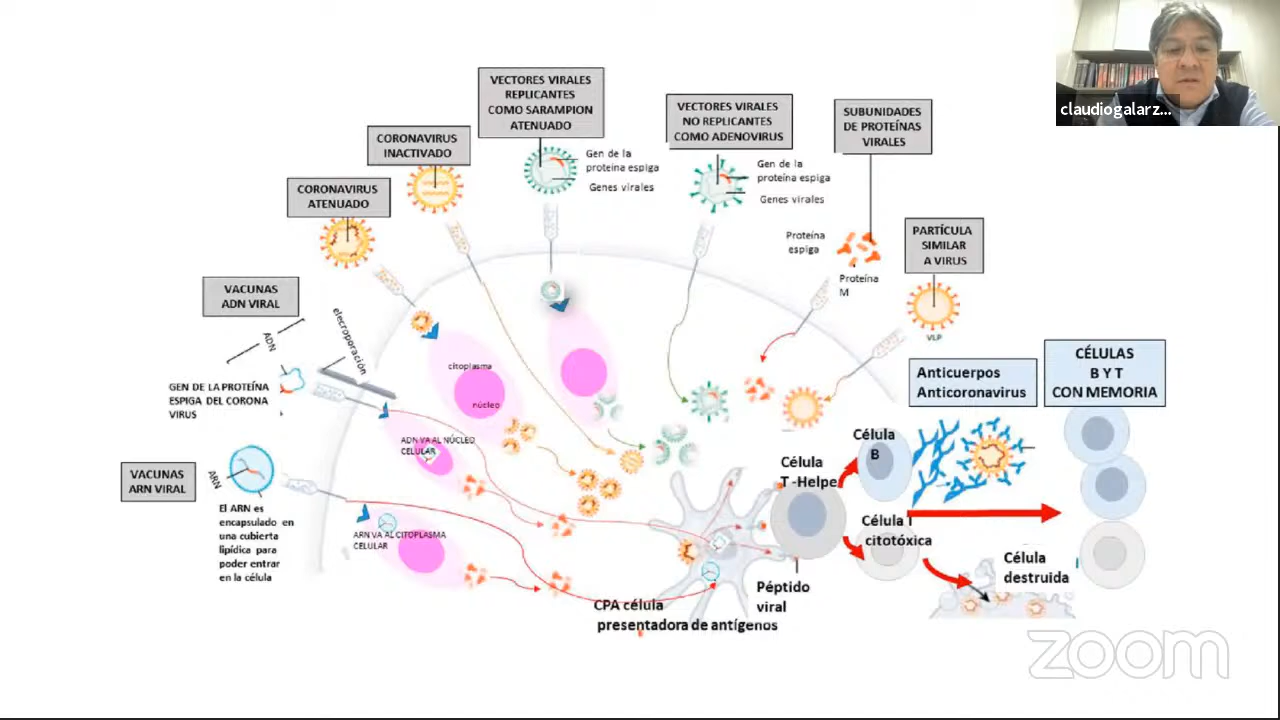 claudiogalarz...
VECTORES VIRALES
REPLICANTES
COMO SARAMPION
ATENUADO
VECTORES VIRALES
NO REPLICANTES
COMO ADENOVIRUS
SUBUNIDADES
DE PROTEÍNAS
VIRALES
CORONAVIRUS
INACTIVADO
Gen de la
proteína espiga
Genes virales
Gen de la
proteína espiga
Genes virales
CORONAVIRUS
ATENUADO
Proteína
espiga
Proteína
M
PARTÍCULA
SIMILAR
A VIRUS
VLP
VACUNAS
ADN VIRAL
ADN
elecroporación
GEN DE LA PROTEÍNA
ESPIGA DEL CORONA
VIRUS
citoplasma
núcleo
ADN VA AL NÚCLEO
CELULAR
VACUNAS
ARN VIRAL
ARN
El ARN es
encapsulado en
una cubierta
lipídica para
poder entrar
en la célula
ARN VA AL CITOPLASMA
CELULAR
CPA célula
presentadora de antígenos
Péptido
viral
Célula
T -Helpe
Célula
B
Célula T
citotóxica
Anticuerpos
Anticoronavirus
CÉLULAS
B Y T
CON MEMORIA
Célula
destruida
zoom